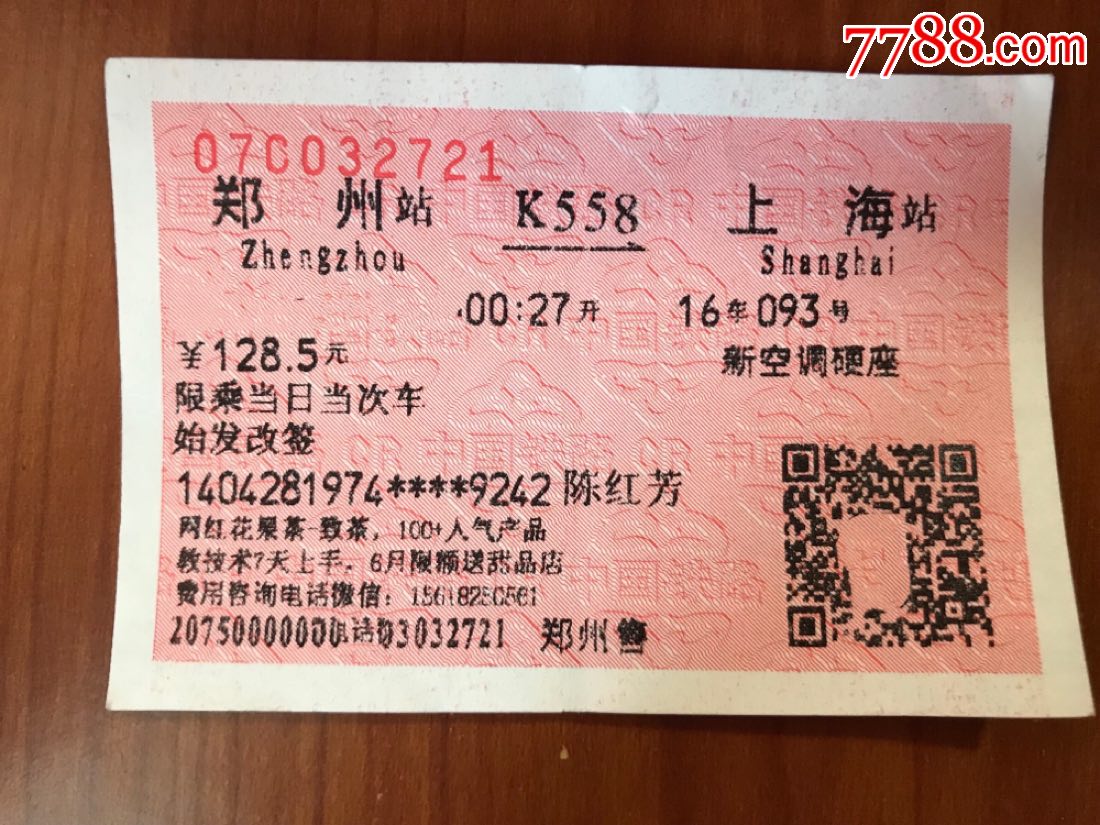 7788.com
07C032721
郑州站 K558 上海站
Zhengzhou Shanghai
00:27开 16车093号
¥128.5元 新空调硬座
限乘当日当次车
始发改签
1404281974****9242 陈红芳
网红花果茶-致茶，100+人气产品
教技术7天上手，6月限额送甜品店
费用咨询电话微信：
郑州售